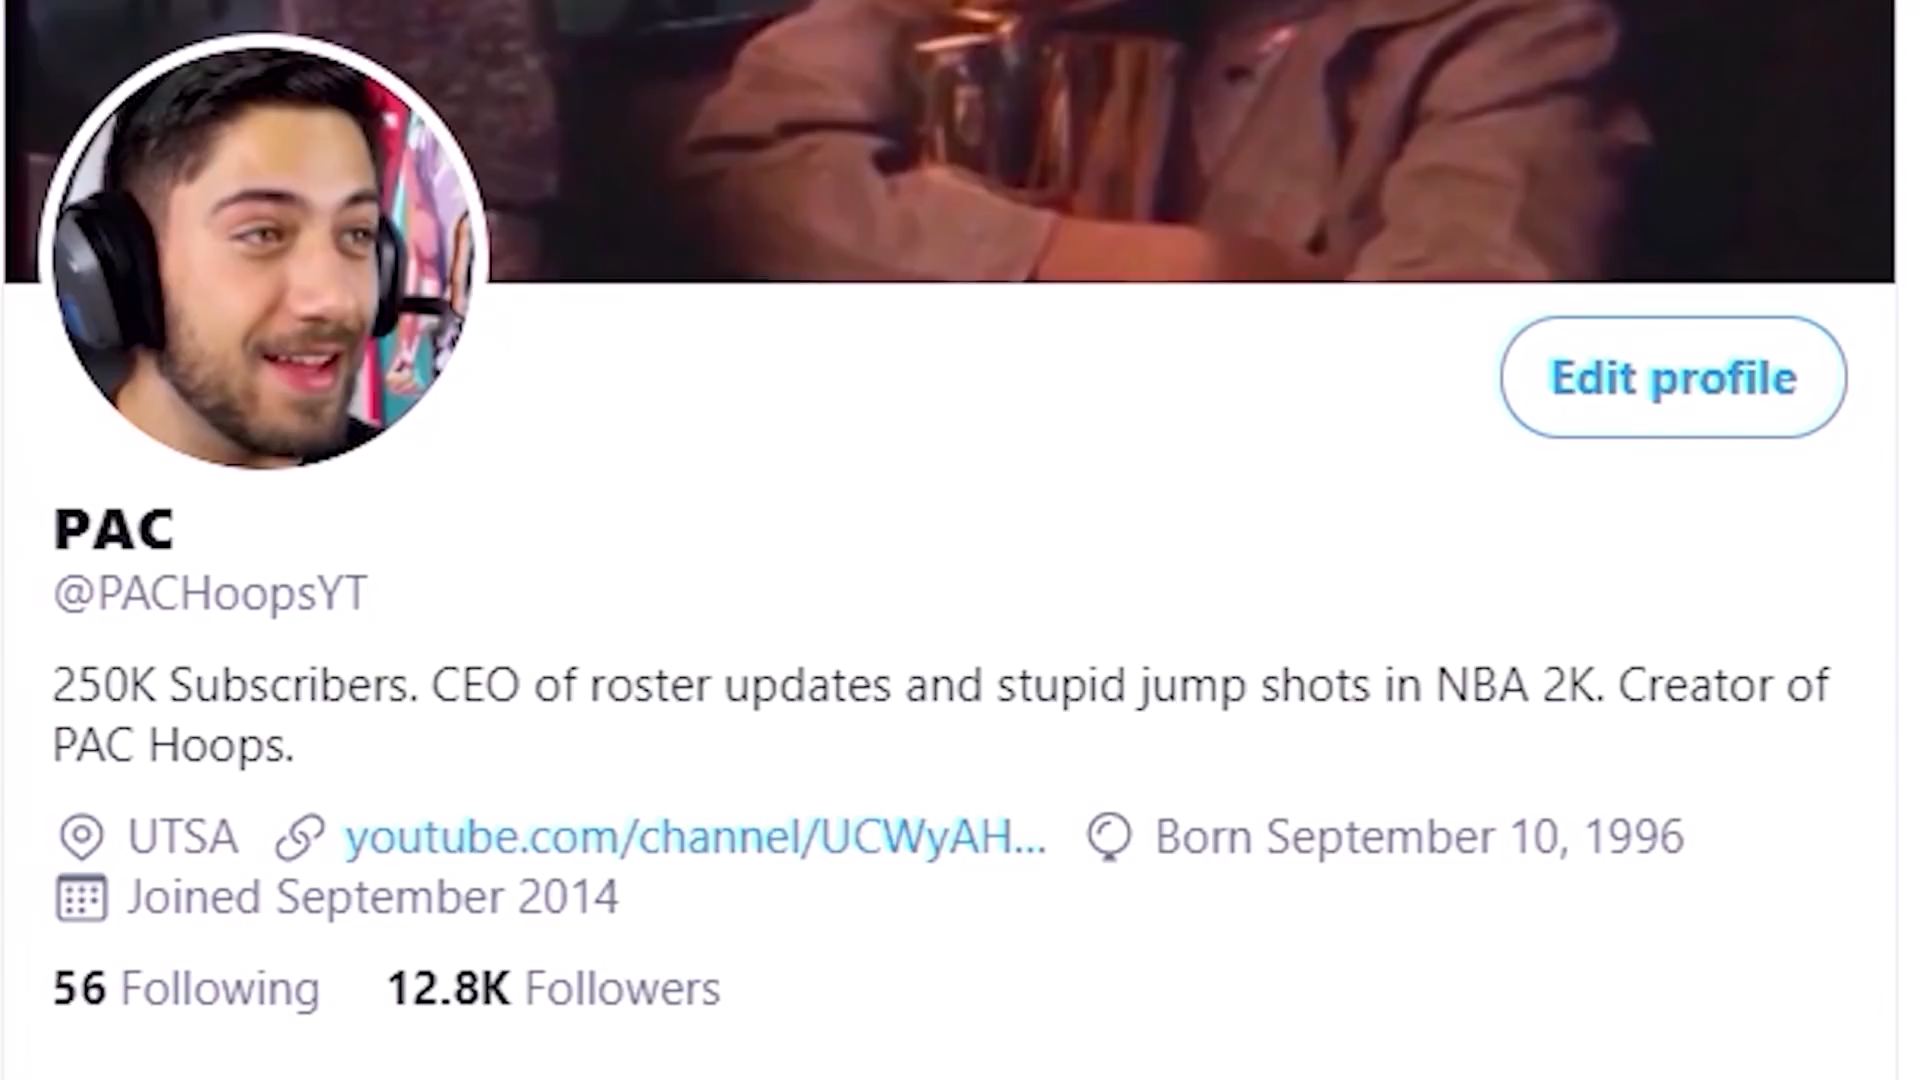 Edit profile
PAC
@PACHoopsYT
250K Subscribers. CEO of roster updates and stupid jump shots in NBA 2K. Creator of
PAC Hoops.
UTSA youtube.com/channel/UCWyAH... Born September 10, 1996
Joined September 2014
56 Following 12.8K Followers